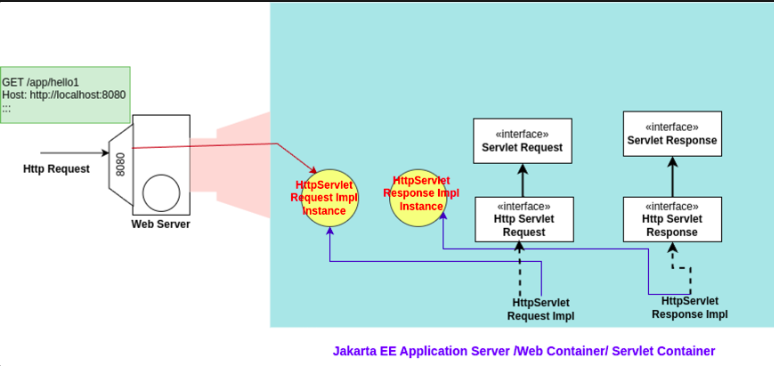 GET /app/hello1
Host: http://localhost:8080
:::
Http Request
8080
Web Server
HttpServlet
Request Impl
Instance
HttpServlet
Response Impl
Instance
«interface»
Servlet Request
«interface»
Servlet Response
«interface»
Http Servlet
Request
«interface»
Http Servlet
Response
HttpServlet
Request Impl
HttpServlet
Response Impl
Jakarta EE Application Server /Web Container/ Servlet Container